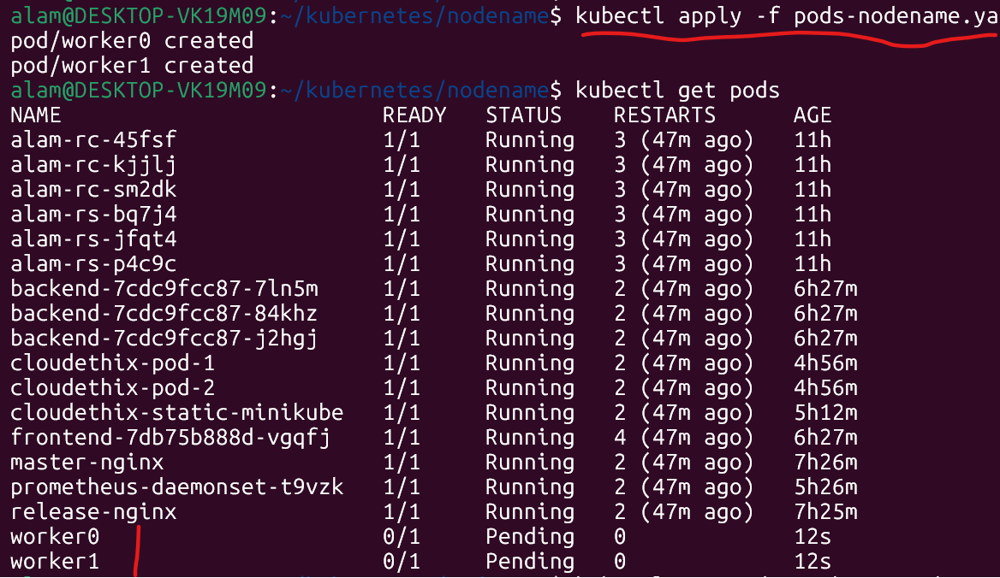 alam@DESKTOP-VK19M09:~/kubernetes/nodename$ kubectl apply -f pods-nodename.ya
pod/worker0 created
pod/worker1 created
alam@DESKTOP-VK19M09:~/kubernetes/nodename$ kubectl get pods
NAME READY STATUS RESTARTS AGE
alam-rc-45fsf 1/1 Running 3 (47m ago) 11h
alam-rc-kjjlj 1/1 Running 3 (47m ago) 11h
alam-rc-sm2dk 1/1 Running 3 (47m ago) 11h
alam-rs-bq7j4 1/1 Running 3 (47m ago) 11h
alam-rs-jfqt4 1/1 Running 3 (47m ago) 11h
alam-rs-p4c9c 1/1 Running 3 (47m ago) 11h
backend-7cdc9fcc87-7ln5m 1/1 Running 2 (47m ago) 6h27m
backend-7cdc9fcc87-84khz 1/1 Running 2 (47m ago) 6h27m
backend-7cdc9fcc87-j2hgj 1/1 Running 2 (47m ago) 6h27m
cloudethix-pod-1 1/1 Running 2 (47m ago) 4h56m
cloudethix-pod-2 1/1 Running 2 (47m ago) 4h56m
cloudethix-static-minikube 1/1 Running 2 (47m ago) 5h12m
frontend-7db75b888d-vgqfj 1/1 Running 4 (47m ago) 6h27m
master-nginx 1/1 Running 2 (47m ago) 7h26m
prometheus-daemonset-t9vzk 1/1 Running 2 (47m ago) 5h26m
release-nginx 1/1 Running 2 (47m ago) 7h25m
worker0 0/1 Pending 0 12s
worker1 0/1 Pending 0 12s